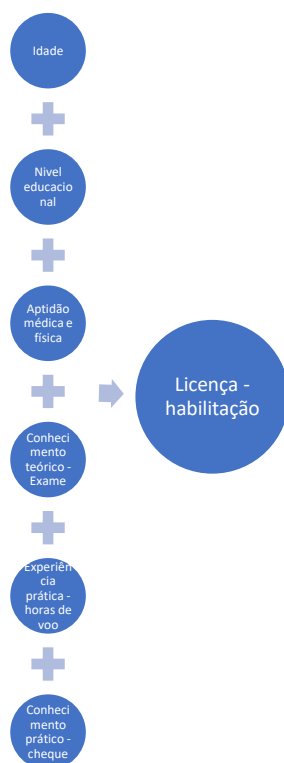 Idade
Nivel
educacio
nal
Aptidão
médica e
física
Licença -
habilitação
Conheci
mento
teórico -
Exame
Experiên
cia
prática -
horas de
voo
Conheci
mento
prático -
cheque